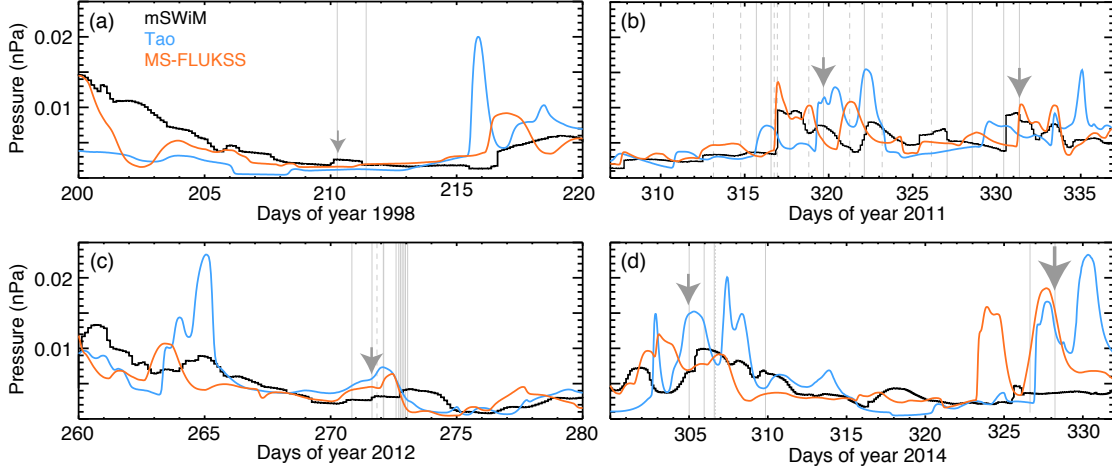 (a)
mSWiM
Tao
MS-FLUKSS
Pressure (nPa)
0.02
0.01
200
205
210
215
220
Days of year 1998
(b)
310
315
320
325
330
335
Days of year 2011
(c)
Pressure (nPa)
0.02
0.01
260
265
270
275
280
Days of year 2012
(d)
305
310
315
320
325
330
Days of year 2014